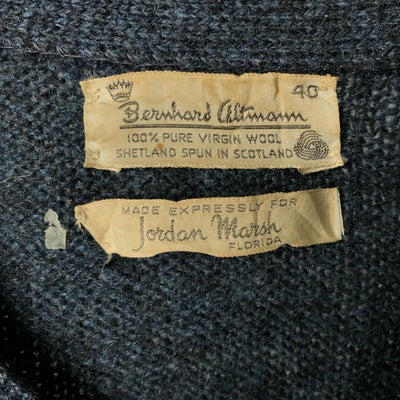 40
Bernhard Altmann
100% PURE VIRGIN WOOL
SHETLAND SPUN IN SCOTLAND
MADE EXPRESSLY FOR
Jordan Marsh
FLORIDA